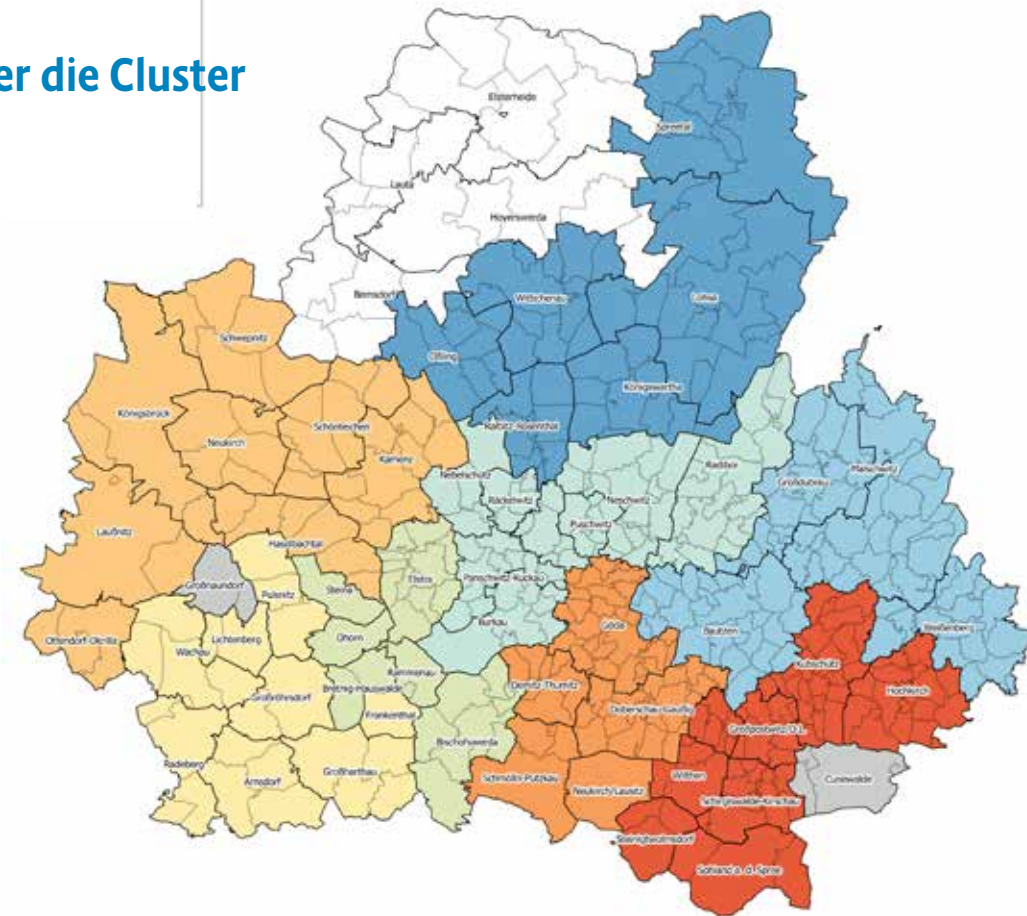 er die Cluster
Elsterheide
Spreetal
Lauta
Hoyerswerda
Bernsdorf
Wittichenau
Lohsa
Schwepnitz
Oßling
Königswartha
Königsbrück
Schönteichen
Ralbitz-Rosenthal
Neukirch
Kamenz
Radibor
Nebelschütz
Malschwitz
Großdubrau
Räckelwitz
Neschwitz
Puschwitz
Laußnitz
Haselbachtal
Großnaundorf
Pulsnitz
Steina
Elstra
Panschwitz-Kuckau
Burkau
Göda
Bautzen
Weißenberg
Ottendorf-Okrilla
Lichtenberg
Ohorn
Wachau
Kubschütz
Rammenau
Hochkirch
Bretnig-Hauswalde
Demitz-Thumitz
Großröhrsdorf
Frankenthal
Doberschau-Gaußig
Großpostwitz/O.L.
Bischofswerda
Radeberg
Arnsdorf
Großharthau
Schmölln-Putzkau
Wilthen
Cunewalde
Neukirch/Lausitz
Schirgiswalde-Kirschau
Steinigtwolmsdorf
Sohland a. d. Spree